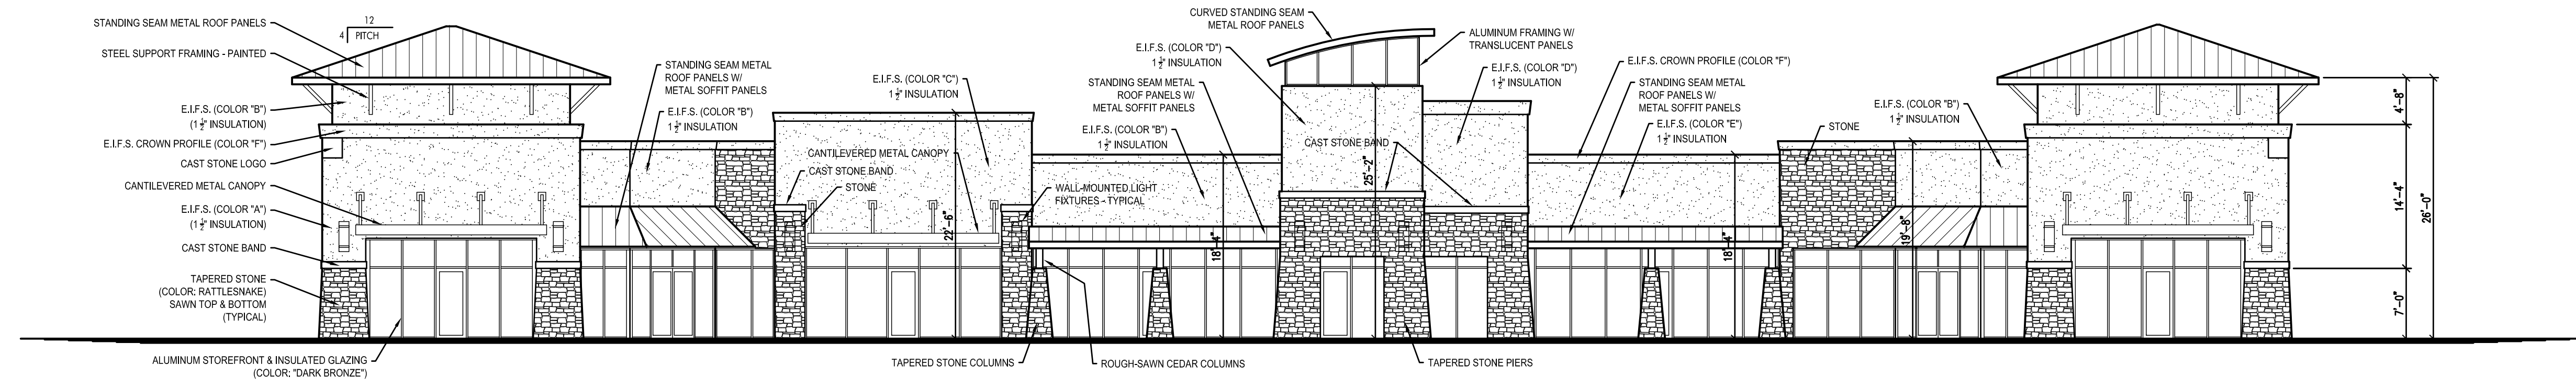 STANDING SEAM METAL ROOF PANELS
12
4
PITCH
STEEL SUPPORT FRAMING - PAINTED
E.I.F.S. (COLOR "B")
(1 1/2" INSULATION)
E.I.F.S. CROWN PROFILE (COLOR "F")
CAST STONE LOGO
CANTILEVERED METAL CANOPY
E.I.F.S. (COLOR "A")
(1 1/2" INSULATION)
CAST STONE BAND
TAPERED STONE
(COLOR; RATTLESNAKE)
SAWN TOP & BOTTOM
(TYPICAL)
ALUMINUM STOREFRONT & INSULATED GLAZING
(COLOR; "DARK BRONZE")
STANDING SEAM METAL
ROOF PANELS W/
METAL SOFFIT PANELS
E.I.F.S. (COLOR "B")
1 1/2" INSULATION
E.I.F.S. (COLOR "C")
1 1/2" INSULATION
CANTILEVERED METAL CANOPY
CAST STONE BAND
STONE
22'-6"
WALL-MOUNTED LIGHT
FIXTURES - TYPICAL
TAPERED STONE COLUMNS
ROUGH-SAWN CEDAR COLUMNS
CURVED STANDING SEAM
METAL ROOF PANELS
E.I.F.S. (COLOR "D")
1 1/2" INSULATION
STANDING SEAM METAL
ROOF PANELS W/
METAL SOFFIT PANELS
E.I.F.S. (COLOR "B")
1 1/2" INSULATION
18'-4"
CAST STONE BAND
25'-2"
ALUMINUM FRAMING W/
TRANSLUCENT PANELS
E.I.F.S. (COLOR "D")
1 1/2" INSULATION
TAPERED STONE PIERS
E.I.F.S. CROWN PROFILE (COLOR "F")
STANDING SEAM METAL
ROOF PANELS W/
METAL SOFFIT PANELS
E.I.F.S. (COLOR "E")
1 1/2" INSULATION
18'-4"
STONE
E.I.F.S. (COLOR "B")
1 1/2" INSULATION
19'-8"
4'-8"
14'-4"
7'-0"
26'-0"